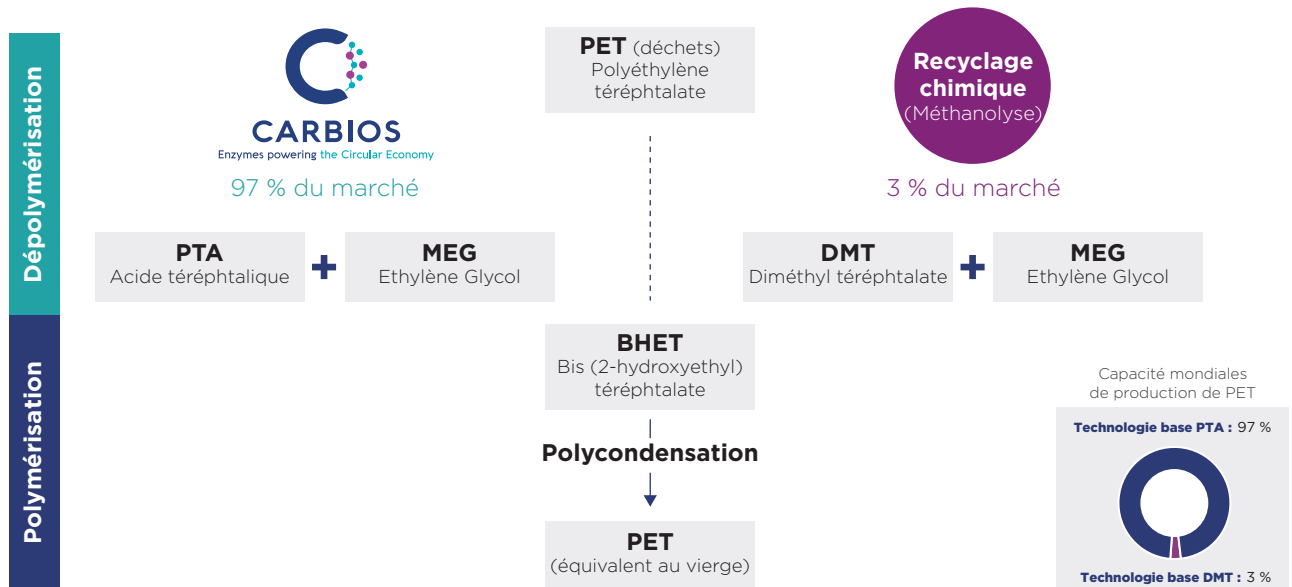 Dépolymérisation
CARBIOS
Enzymes powering the Circular Economy
97 % du marché
PET (déchets)
Polyéthylène
téréphtalate
Recyclage
chimique
(Méthanolyse)
3 % du marché
PTA
Acide téréphtalique
+
MEG
Ethylène Glycol
DMT
Diméthyl téréphtalate
+
MEG
Ethylène Glycol
Polymérisation
BHET
Bis (2-hydroxyethyl)
téréphtalate
Polycondensation
PET
(équivalent au vierge)
Capacité mondiales
de production de PET
Technologie base PTA : 97 %
Technologie base DMT : 3 %